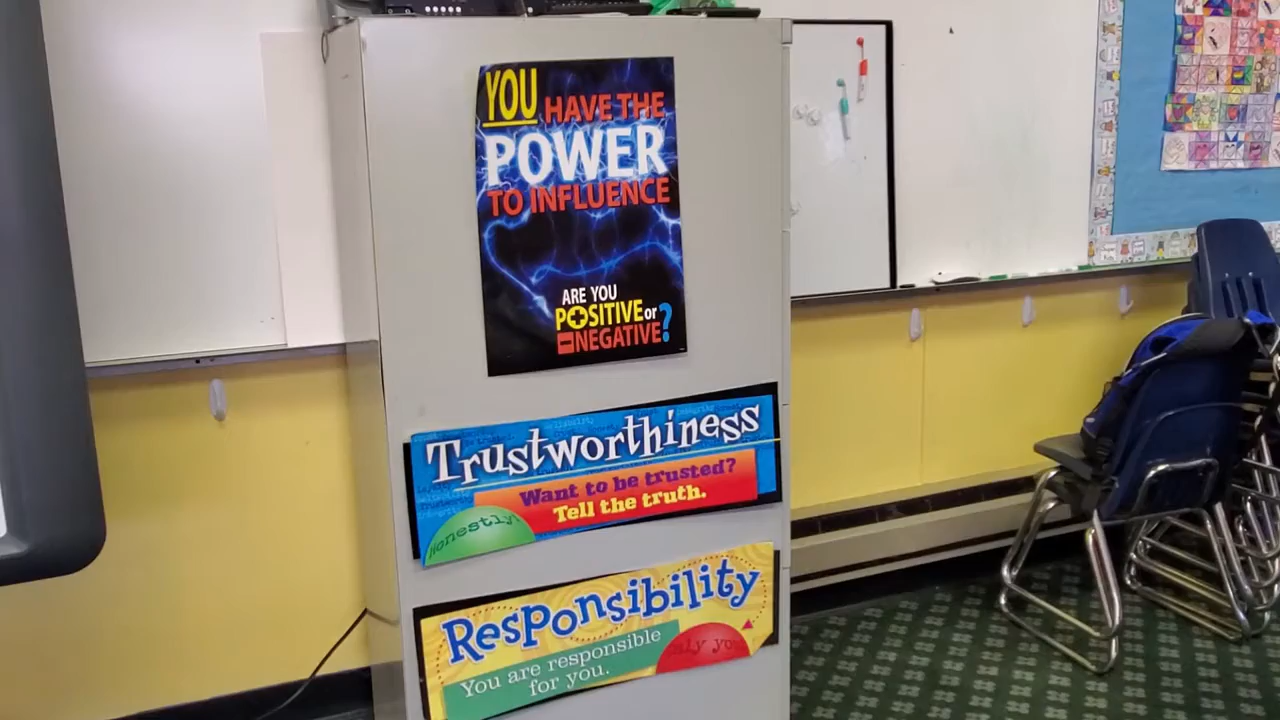 YOU HAVE THE
POWER
TO INFLUENCE
ARE YOU
POSITIVE or
NEGATIVE?
Trustworthiness
Want to be trusted?
Tell the truth.
Honestly!
Responsibility
You are responsible
for you.